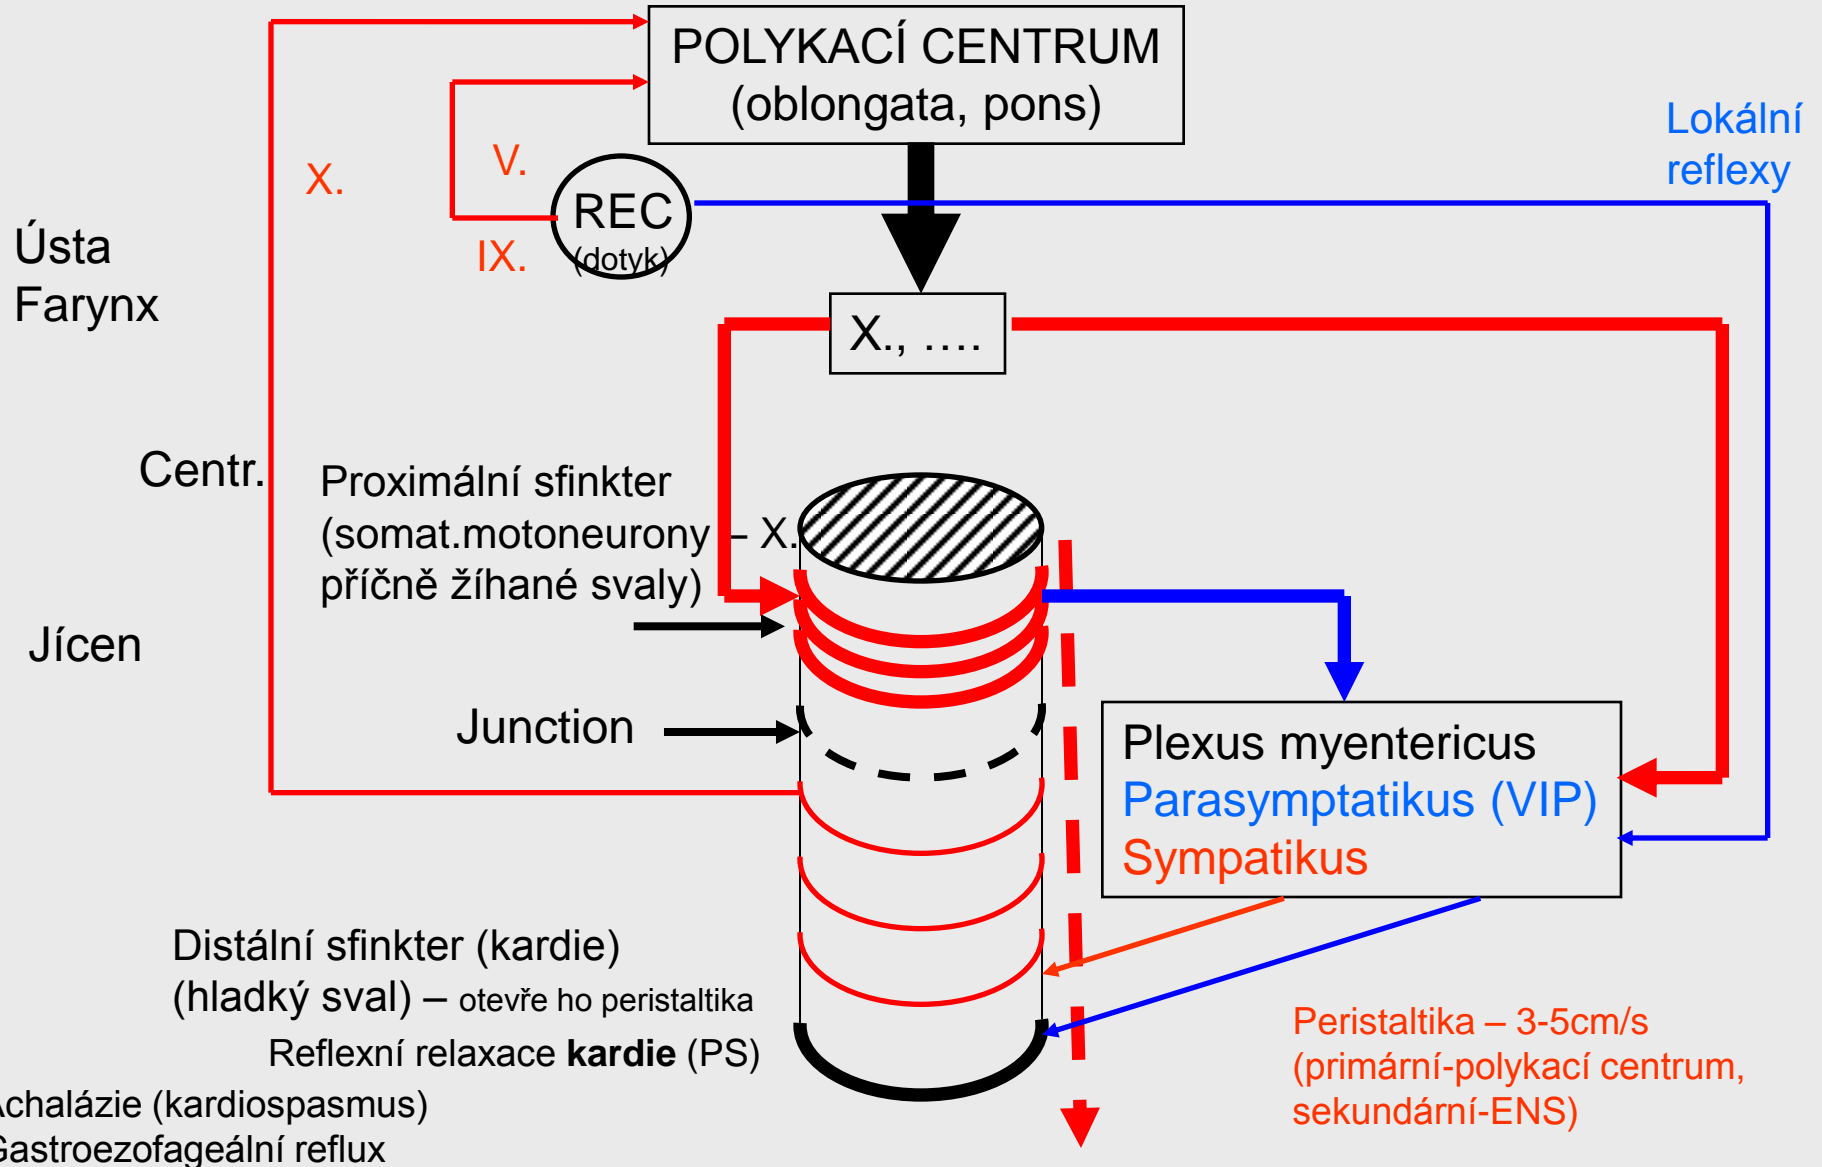 POLYKACÍ CENTRUM
(oblongata, pons)
Lokální
reflexy
X.
V.
REC
(dotyk)
IX.
Ústa
Farynx
X., ....
Centr.
Proximální sfinkter
(somat.motoneurony – X.
příčně žíhané svaly)
Jícen
Junction
Plexus myentericus
Parasymptatikus (VIP)
Sympatikus
Distální sfinkter (kardie)
(hladký sval) – otevře ho peristaltika
Reflexní relaxace kardie (PS)
Peristaltika – 3-5cm/s
(primární-polykací centrum,
sekundární-ENS)
Achalázie (kardiospasmus)
Gastroezofageální reflux